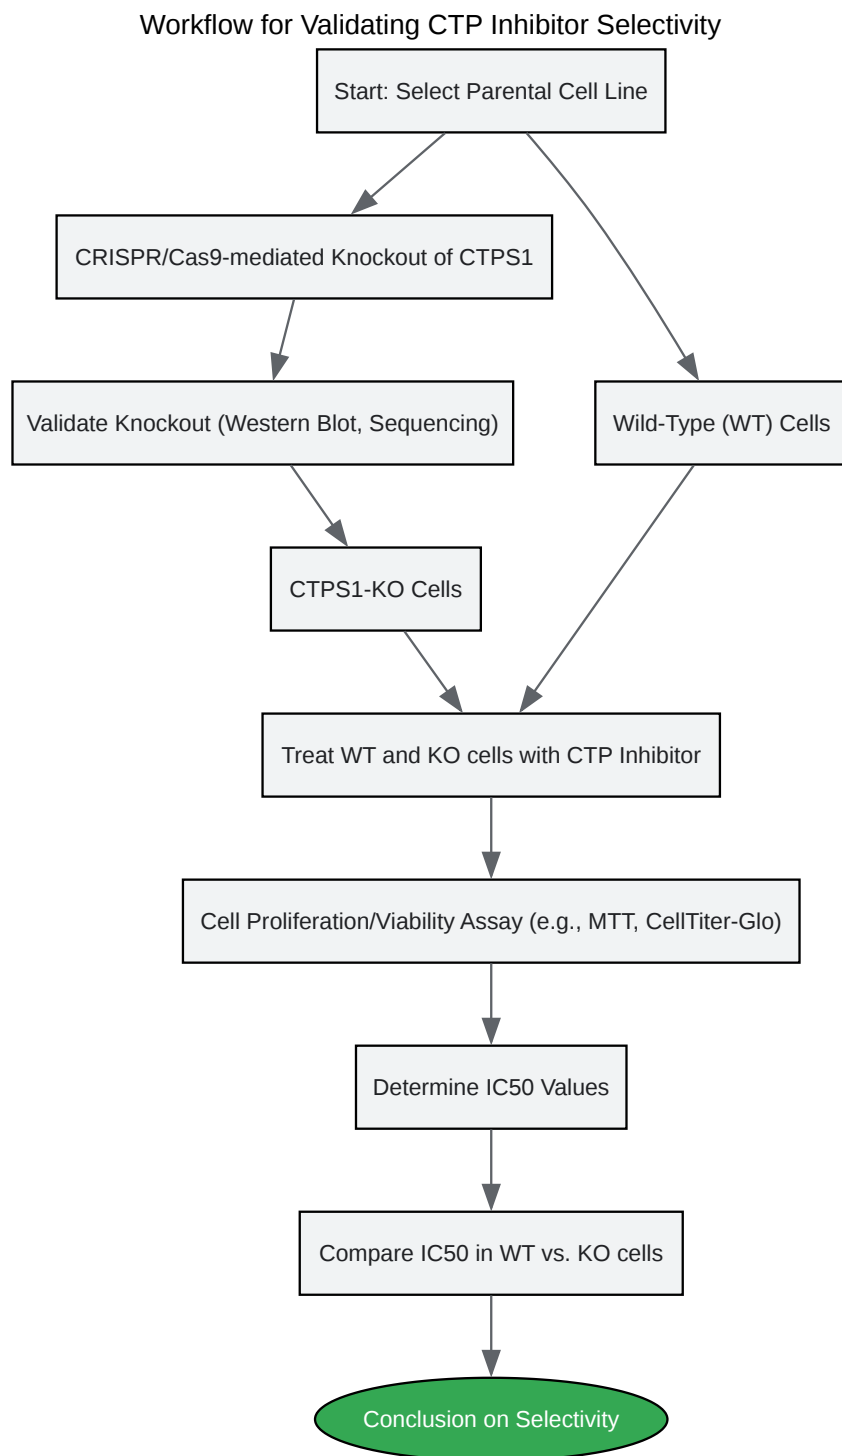 Workflow for Validating CTP Inhibitor Selectivity
Start: Select Parental Cell Line
CRISPR/Cas9-mediated Knockout of CTPS1
Validate Knockout (Western Blot, Sequencing)
Wild-Type (WT) Cells
CTPS1-KO Cells
Treat WT and KO cells with CTP Inhibitor
Cell Proliferation/Viability Assay (e.g., MTT, CellTiter-Glo)
Determine IC50 Values
Compare IC50 in WT vs. KO cells
Conclusion on Selectivity